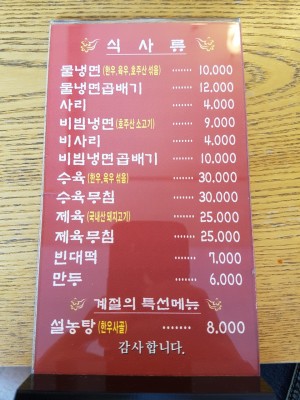 식사류
물냉면(한우,육우,호주산 섞음) ······· 10,000
물냉면곱배기 ······· 12,000
사리 ······· 4,000
비빔냉면(호주산 소고기) ······· 9,000
비사리 ······· 4,000
비빔냉면곱배기 ······· 10,000
수육(한우, 육우 섞음) ······· 30,000
수육무침 ······· 30,000
제육(국내산 돼지고기) ······· 25,000
제육무침 ······· 25,000
빈대떡 ······· 7,000
만두 ······· 6,000
계절의 특선메뉴
설농탕(한우사골) ······· 8,000
감사합니다.